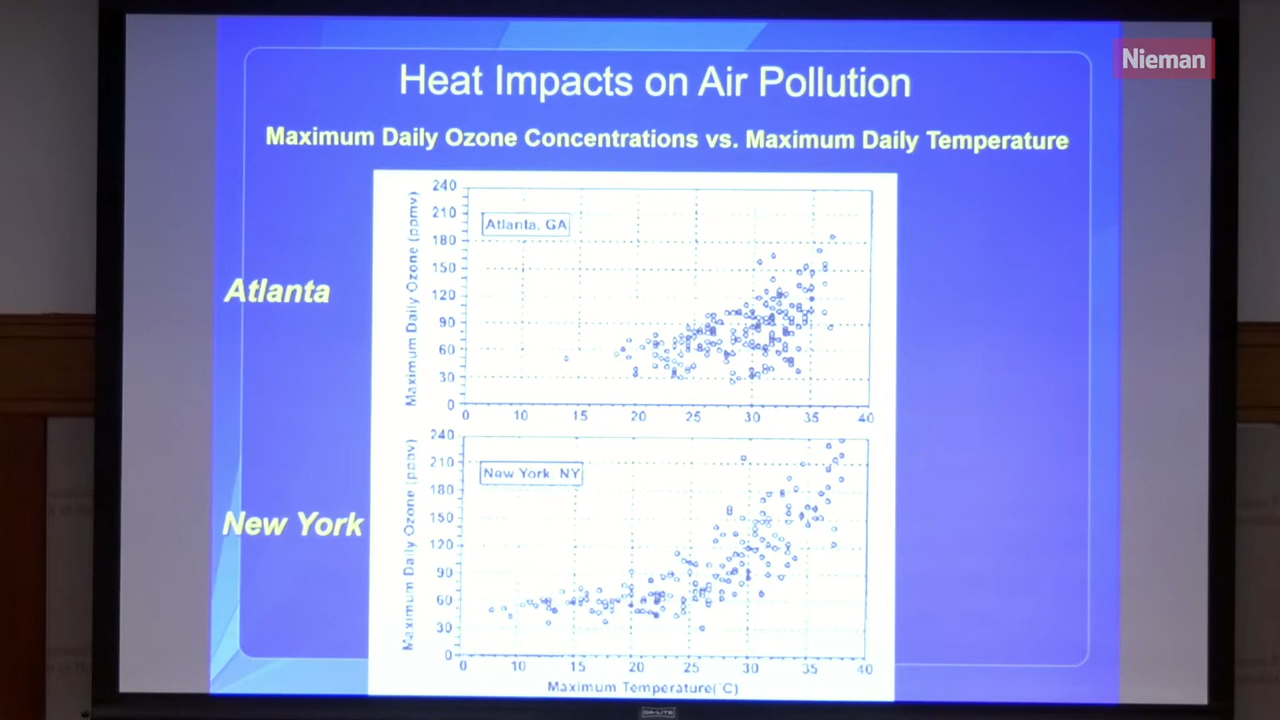 Nieman
Heat Impacts on Air Pollution
Maximum Daily Ozone Concentrations vs. Maximum Daily Temperature
Atlanta
Maximum Daily Ozone (ppmv)
240
210
180
150
120
90
60
30
0
Atlanta, GA
0 10 15 20 25 30 35 40
New York
Maximum Daily Ozone (ppbv)
240
210
180
150
120
90
60
30
0
New York, NY
0 10 15 20 25 30 35 40
Maximum Temperature(°C)
DA-LITE